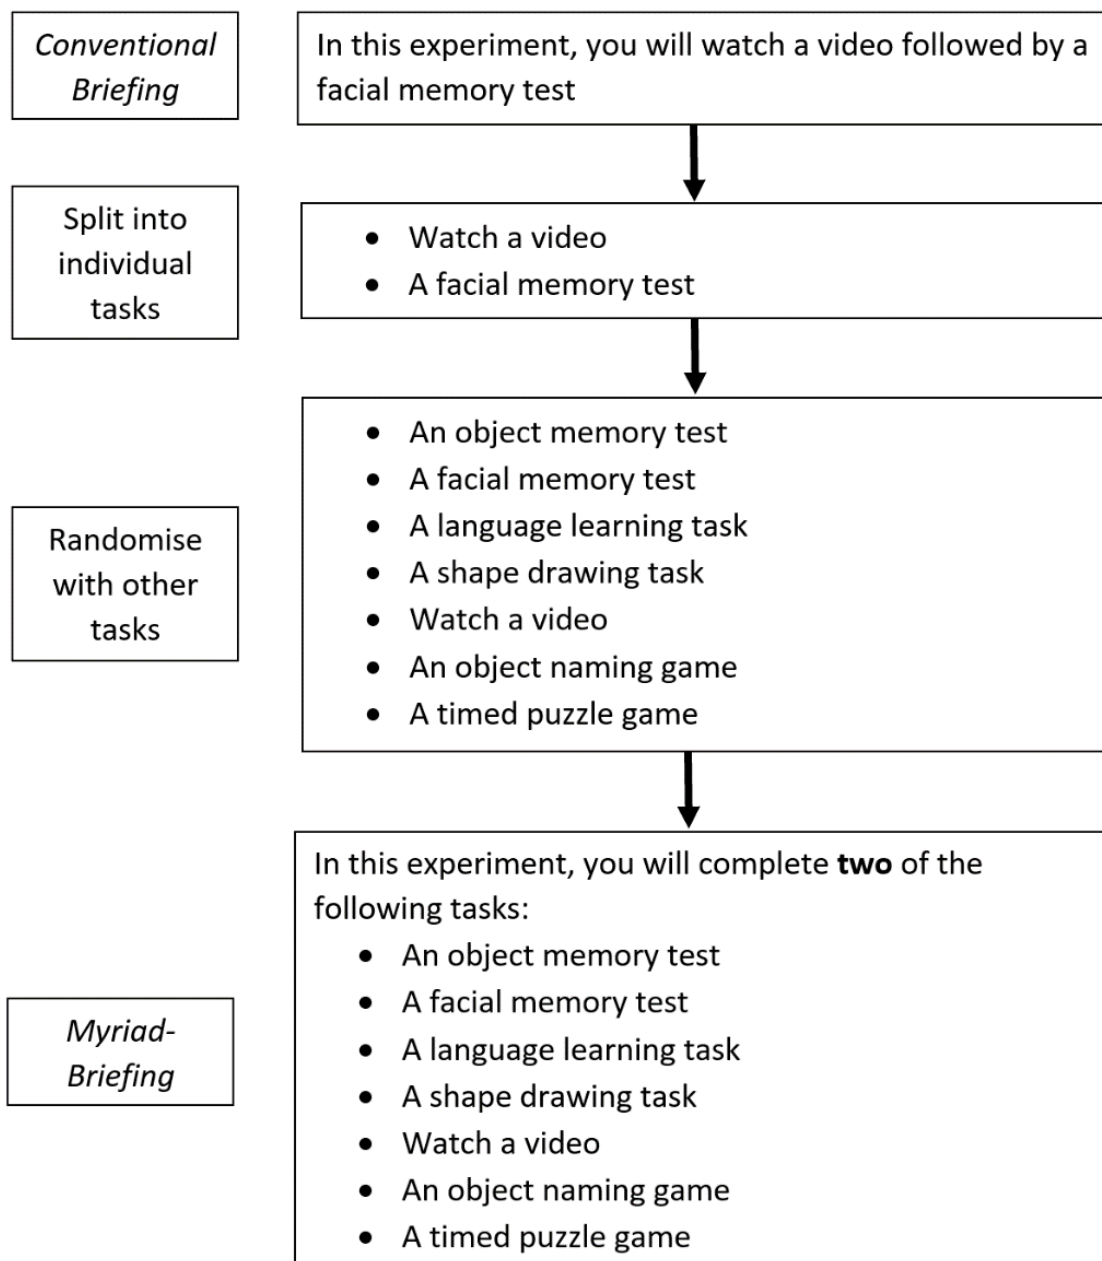 Conventional
Briefing
In this experiment, you will watch a video followed by a
facial memory test
Split into
individual
tasks
• Watch a video
• A facial memory test
Randomise
with other
tasks
• An object memory test
• A facial memory test
• A language learning task
• A shape drawing task
• Watch a video
• An object naming game
• A timed puzzle game
Myriad-
Briefing
In this experiment, you will complete two of the
following tasks:
• An object memory test
• A facial memory test
• A language learning task
• A shape drawing task
• Watch a video
• An object naming game
• A timed puzzle game